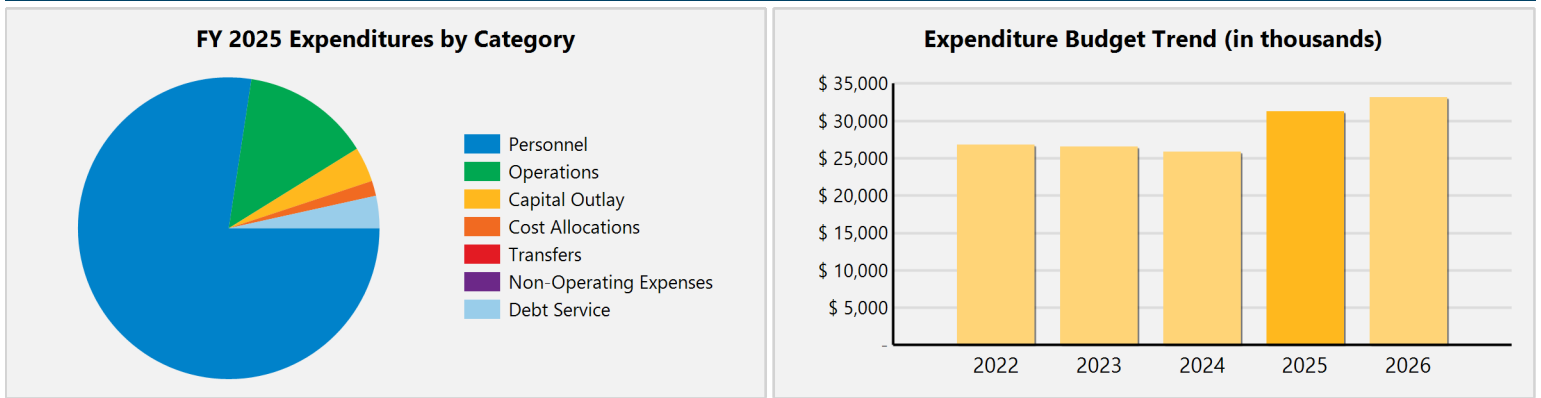 FY 2025 Expenditures by Category
Personnel
Operations
Capital Outlay
Cost Allocations
Transfers
Non-Operating Expenses
Debt Service
Expenditure Budget Trend (in thousands)
$ 35,000
$ 30,000
$ 25,000
$ 20,000
$ 15,000
$ 10,000
$ 5,000
-
2022 2023 2024 2025 2026